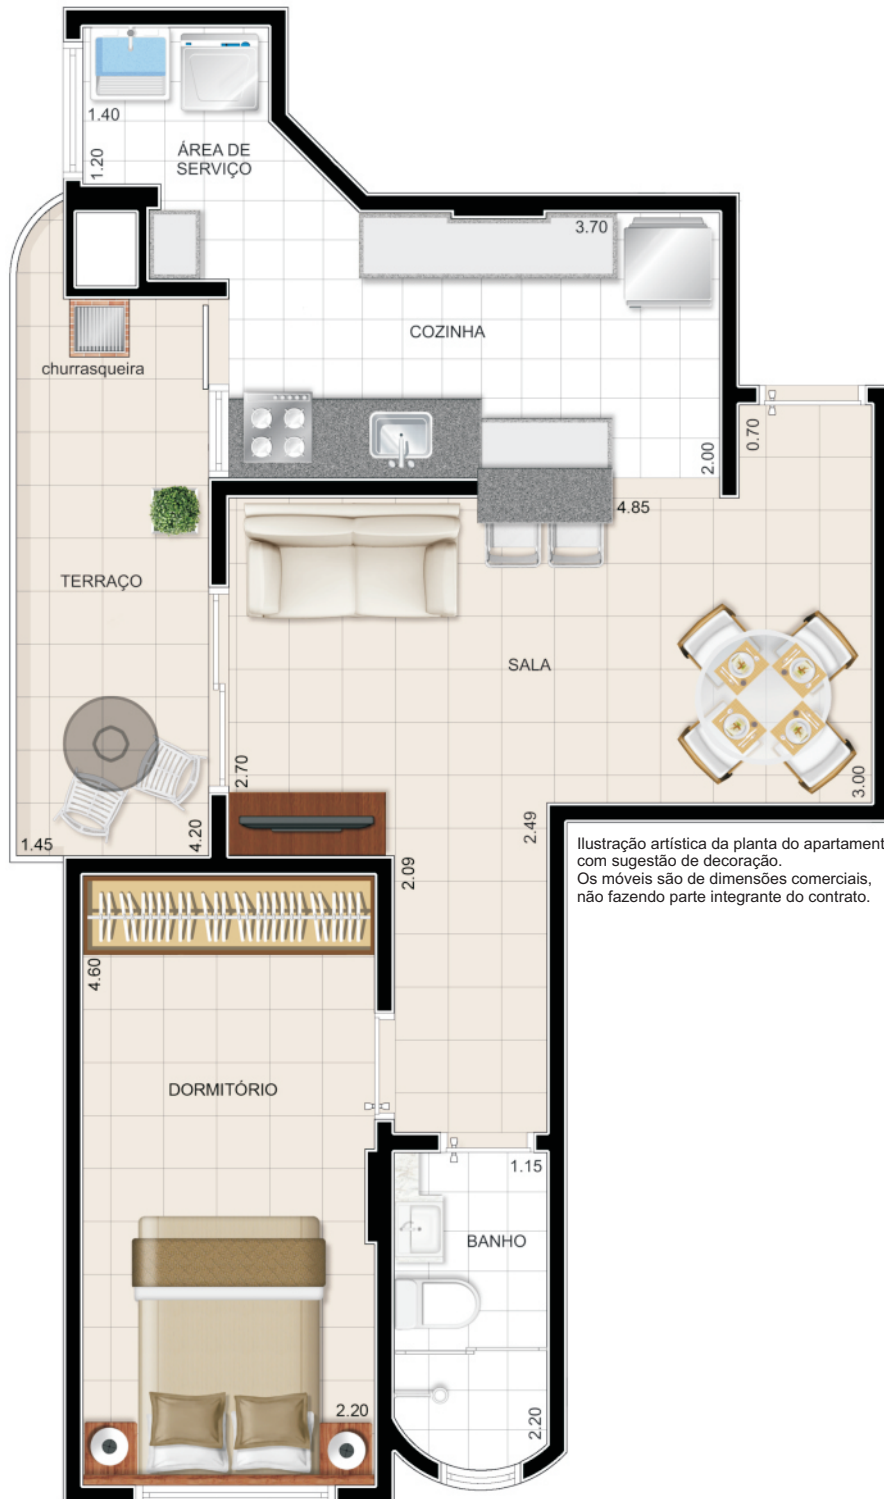 1.40
1.20
ÁREA DE
SERVIÇO
3.70
COZINHA
churrasqueira
0.70
2.00
4.85
TERRAÇO
SALA
2.70
3.00
1.45
4.20
2.49
2.09
Ilustração artística da planta do apartament
com sugestão de decoração.
Os móveis são de dimensões comerciais,
não fazendo parte integrante do contrato.
4.60
DORMITÓRIO
1.15
BANHO
2.20
2.20